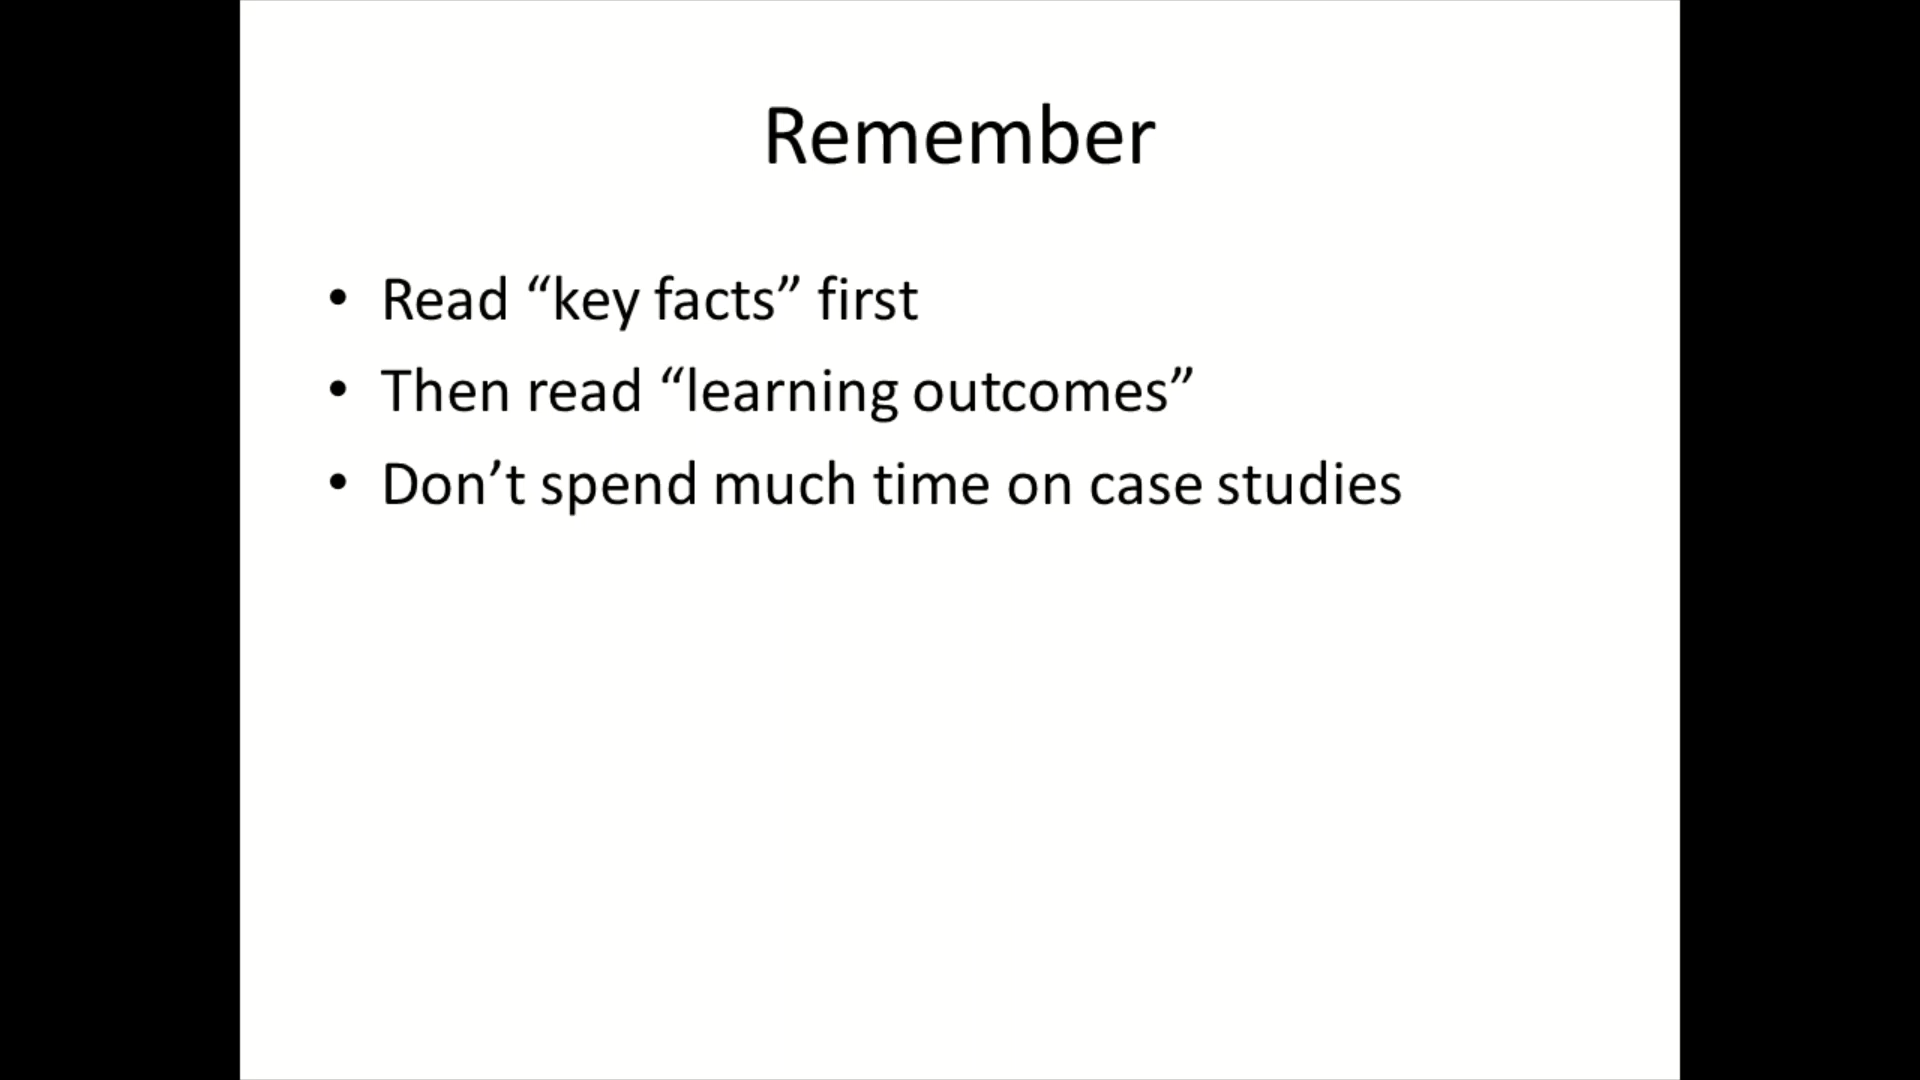 Remember
• Read “key facts” first
• Then read “learning outcomes”
• Don’t spend much time on case studies